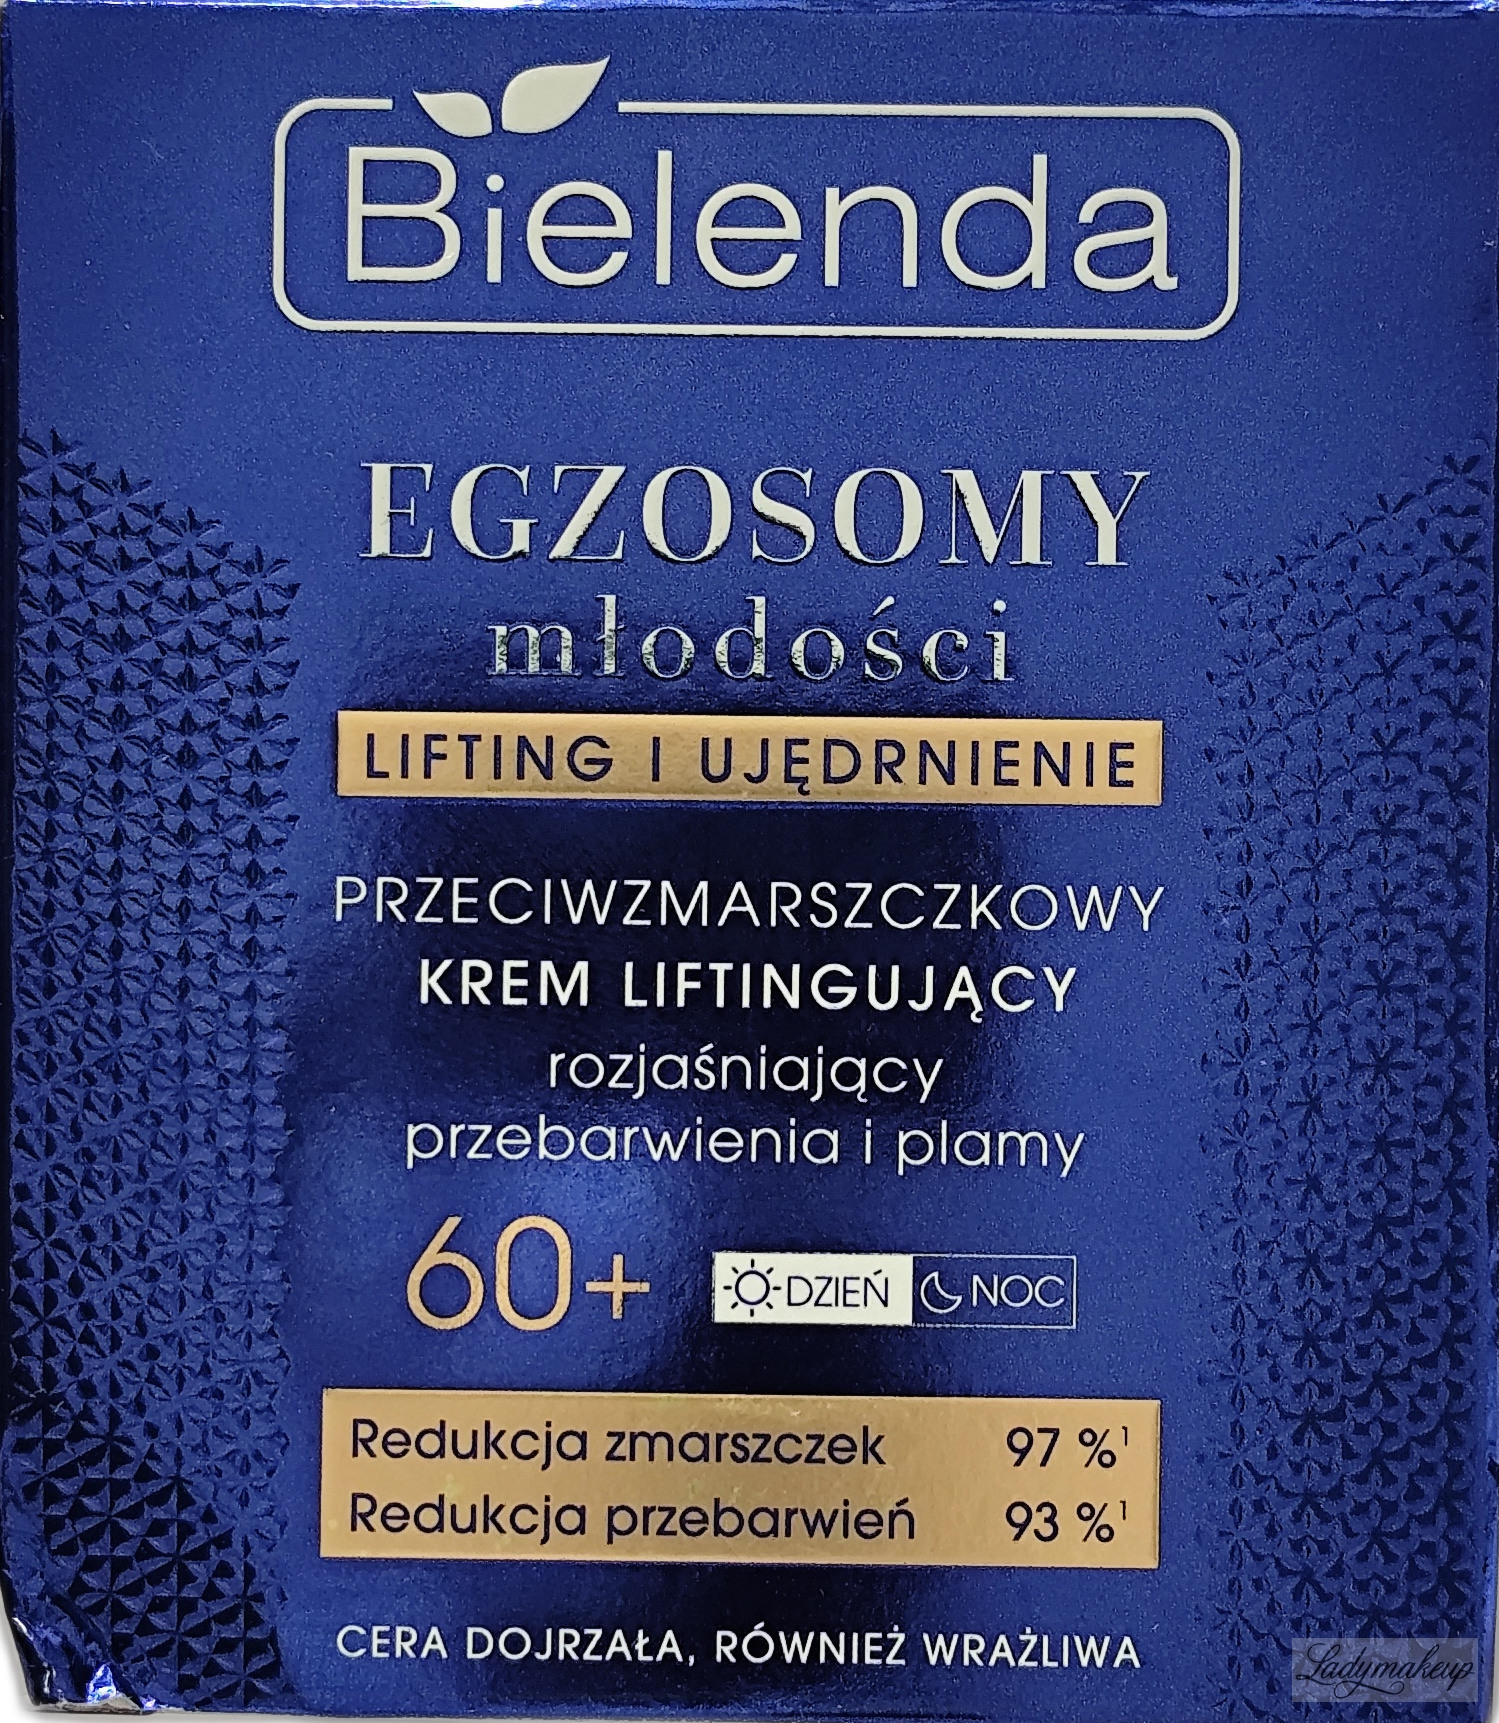 Bielenda
EGZOSOMY
młodości
LIFTING I UJĘDRNIENIE
PRZECIWZMARSZCZKOWY
KREM LIFTINGUJĄCY
rozjaśniający
przebarwienia i plamy
60+ DZIEŃ NOC
Redukcja zmarszczek 97 %¹
Redukcja przebarwień 93 %¹
CERA DOJRZAŁA, RÓWNIEŻ WRAŻLIWA
Ladymakeup